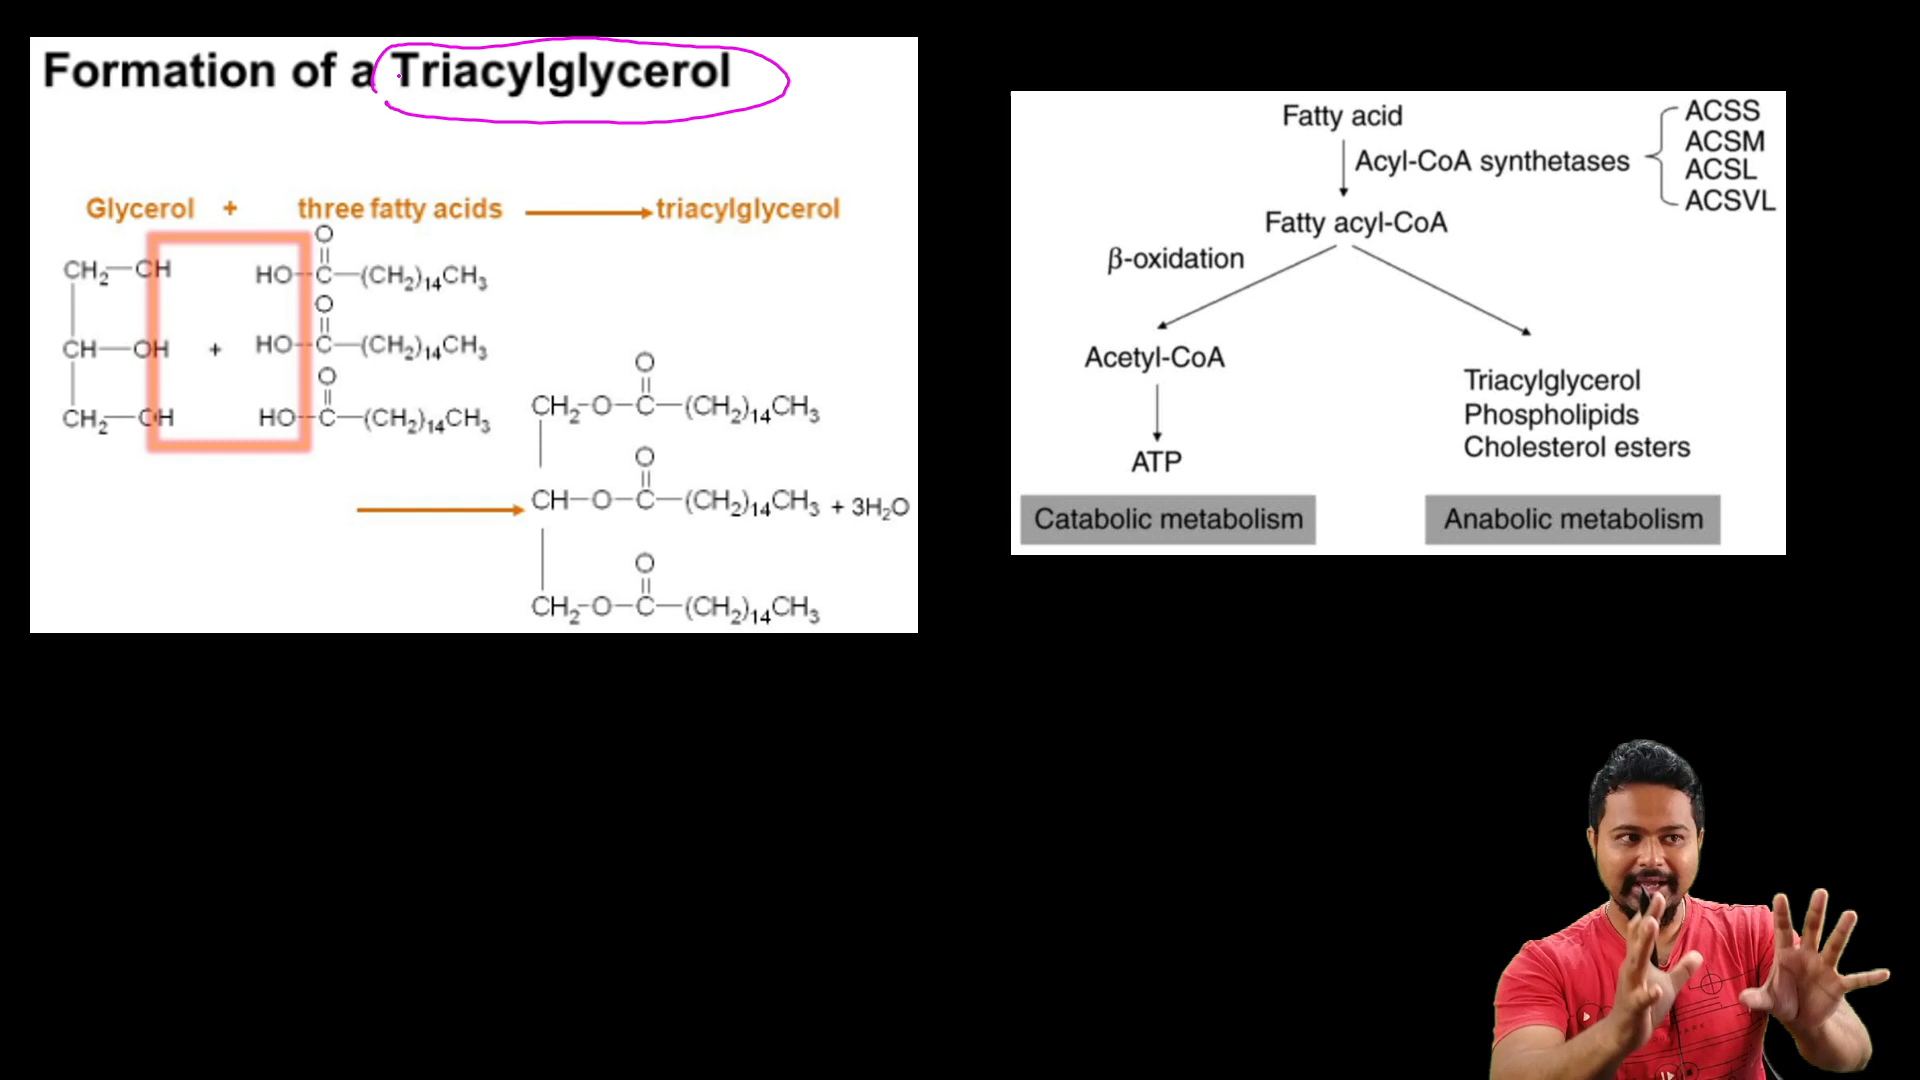 Formation of a Triacylglycerol
Glycerol + three fatty acids → triacylglycerol
O
CH₂—CH HO—C—(CH₂)₁₄CH₃
O
CH—OH + HO—C—(CH₂)₁₄CH₃
O
CH₂—OH HO—C—(CH₂)₁₄CH₃
O
CH₂—O—C—(CH₂)₁₄CH₃
O
CH—O—C—(CH₂)₁₄CH₃ + 3H₂O
O
CH₂—O—C—(CH₂)₁₄CH₃
Fatty acid
Acyl-CoA synthetases
ACSS
ACSM
ACSL
ACSVL
Fatty acyl-CoA
β-oxidation
Acetyl-CoA
ATP
Catabolic metabolism
Triacylglycerol
Phospholipids
Cholesterol esters
Anabolic metabolism